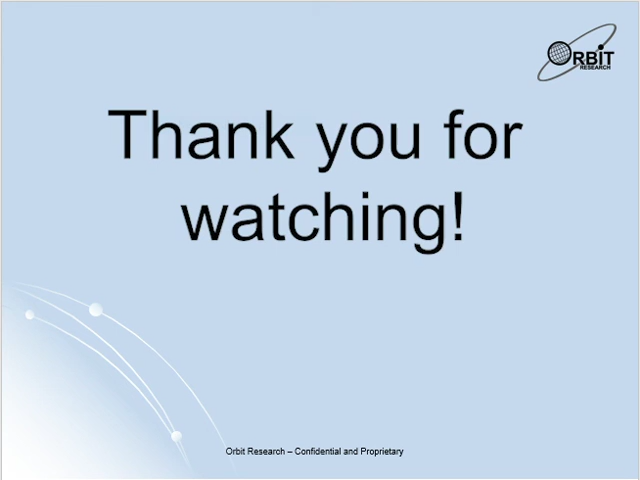 ORBIT
RESEARCH
Thank you for
watching!
Orbit Research – Confidential and Proprietary